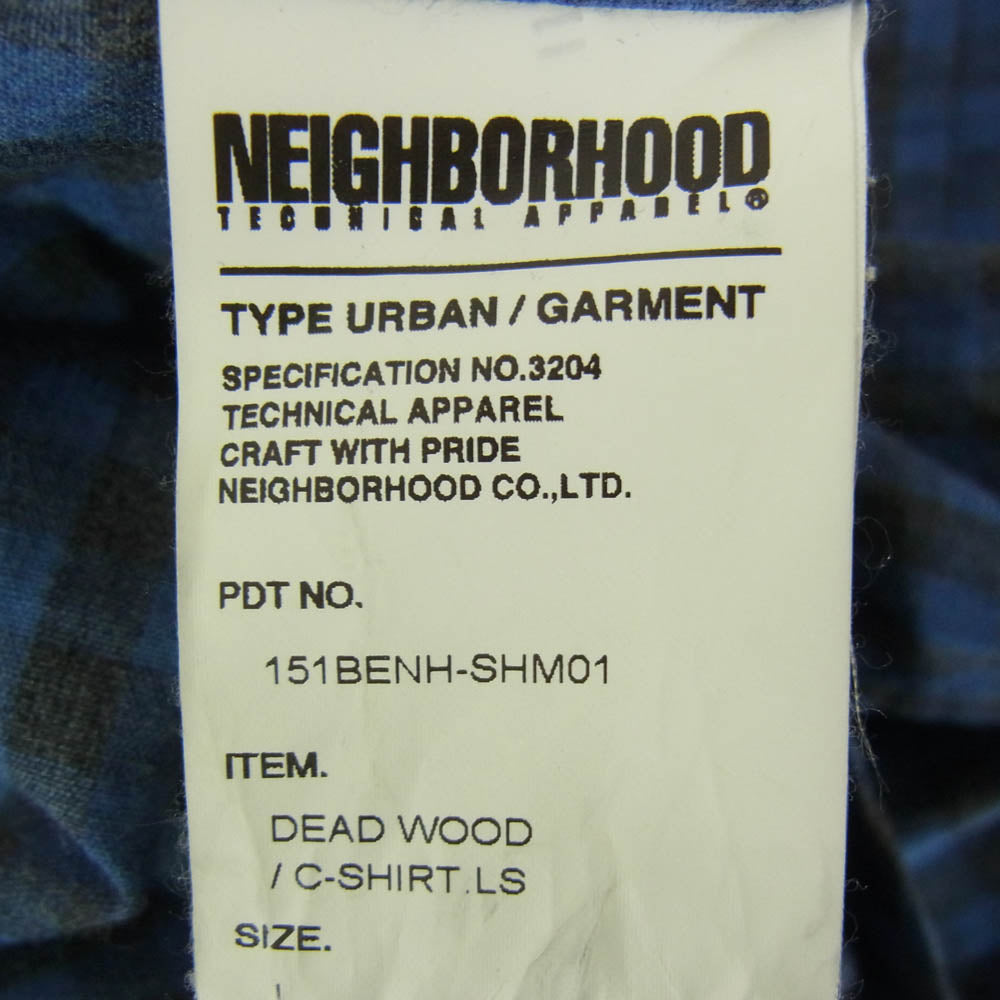 NEIGHBORHOOD
TECHNICAL APPAREL®
TYPE URBAN / GARMENT
SPECIFICATION NO.3204
TECHNICAL APPAREL
CRAFT WITH PRIDE
NEIGHBORHOOD CO.,LTD.
PDT NO.
151BENH-SHM01
ITEM.
DEAD WOOD
/ C-SHIRT.LS
SIZE.